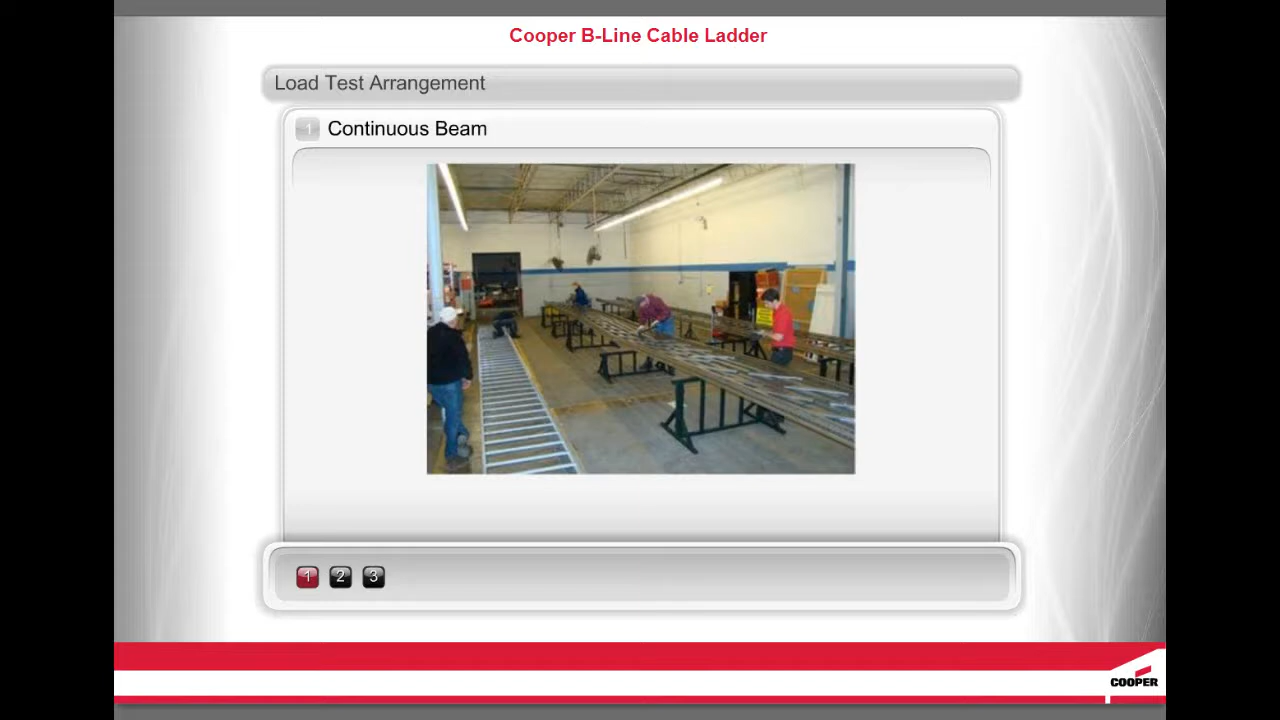 Cooper B-Line Cable Ladder
Load Test Arrangement
1 Continuous Beam
1 2 3
COOPER